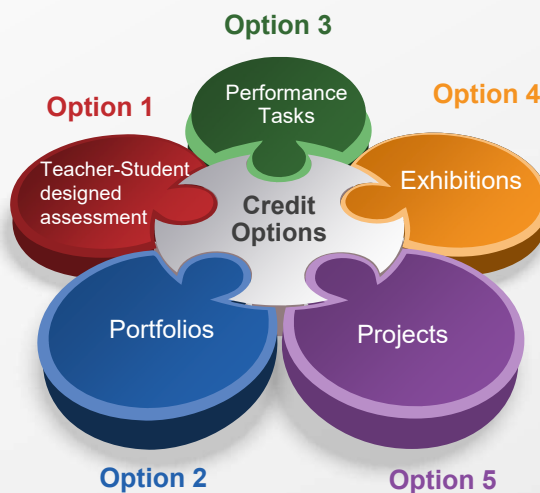 Option 3
Performance
Tasks
Option 1
Option 4
Teacher-Student
designed
assessment
Exhibitions
Credit
Options
Portfolios
Projects
Option 2
Option 5